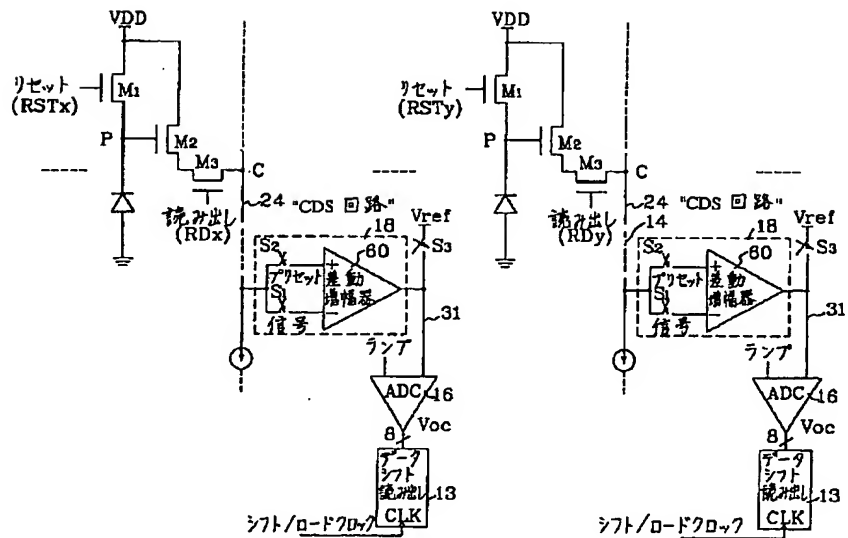 VDD
リセット
(RSTx)
M1
P
M2
M3
C
読み出し
(RDx)
24
"CDS 回路"
18
Vref
S2
S3
プリセット
60
+
差動
増幅器
S1
-
信号
31
ランプ
ADC
16
8
Voc
データ
シフト
読み出し
13
CLK
シフト/ロードクロック
VDD
リセット
(RSTy)
M1
P
M2
M3
C
読み出し
(RDy)
24
"CDS 回路"
14
18
Vref
S2
S3
プリセット
60
+
差動
増幅器
S1
-
信号
31
ランプ
ADC
16
8
Voc
データ
シフト
読み出し
13
CLK
シフト/ロードクロック